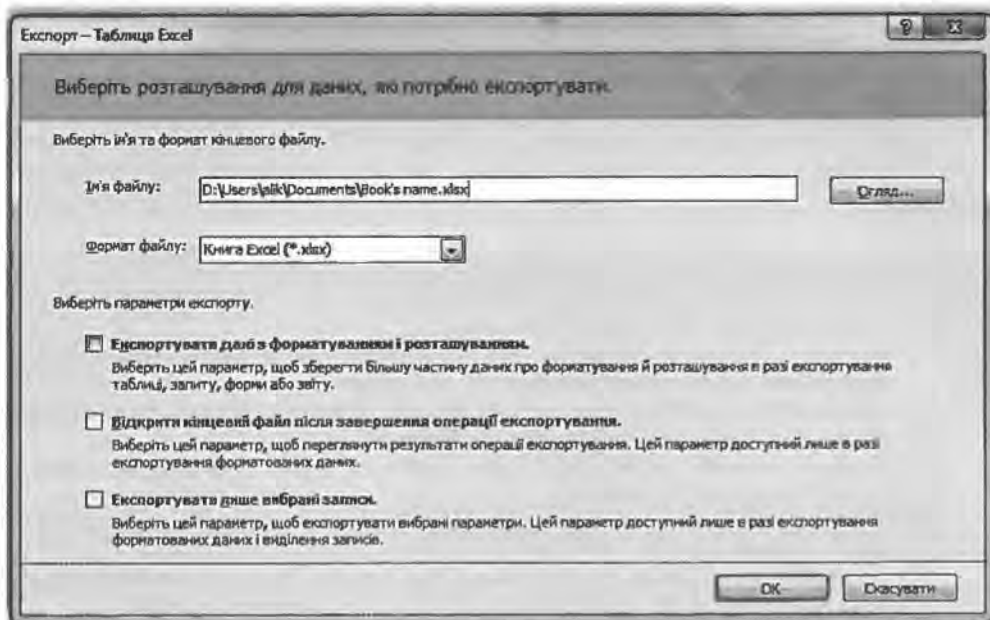 Експорт – Таблиця Excel
Виберіть розташування для даних, які потрібно експортувати.
Виберіть ім'я та формат кінцевого файлу.
Ім'я файлу:
D:\Users\alik\Documents\Book's name.xlsx
Огляд...
Формат файлу:
Книга Excel (*.xlsx)
Виберіть параметри експорту.
Експортувати дані з форматуванням і розташуванням.
Виберіть цей параметр, щоб зберегти більшу частину даних про форматування й розташування в разі експортування
таблиці, запиту, форми або звіту.
Відкрити кінцевий файл після завершення операції експортування.
Виберіть цей параметр, щоб переглянути результати операції експортування. Цей параметр доступний лише в разі
експортування форматованих даних.
Експортувати лише вибрані записи.
Виберіть цей параметр, щоб експортувати вибрані параметри. Цей параметр доступний лише в разі експортування
форматованих даних і виділення записів.
ОК
Скасувати